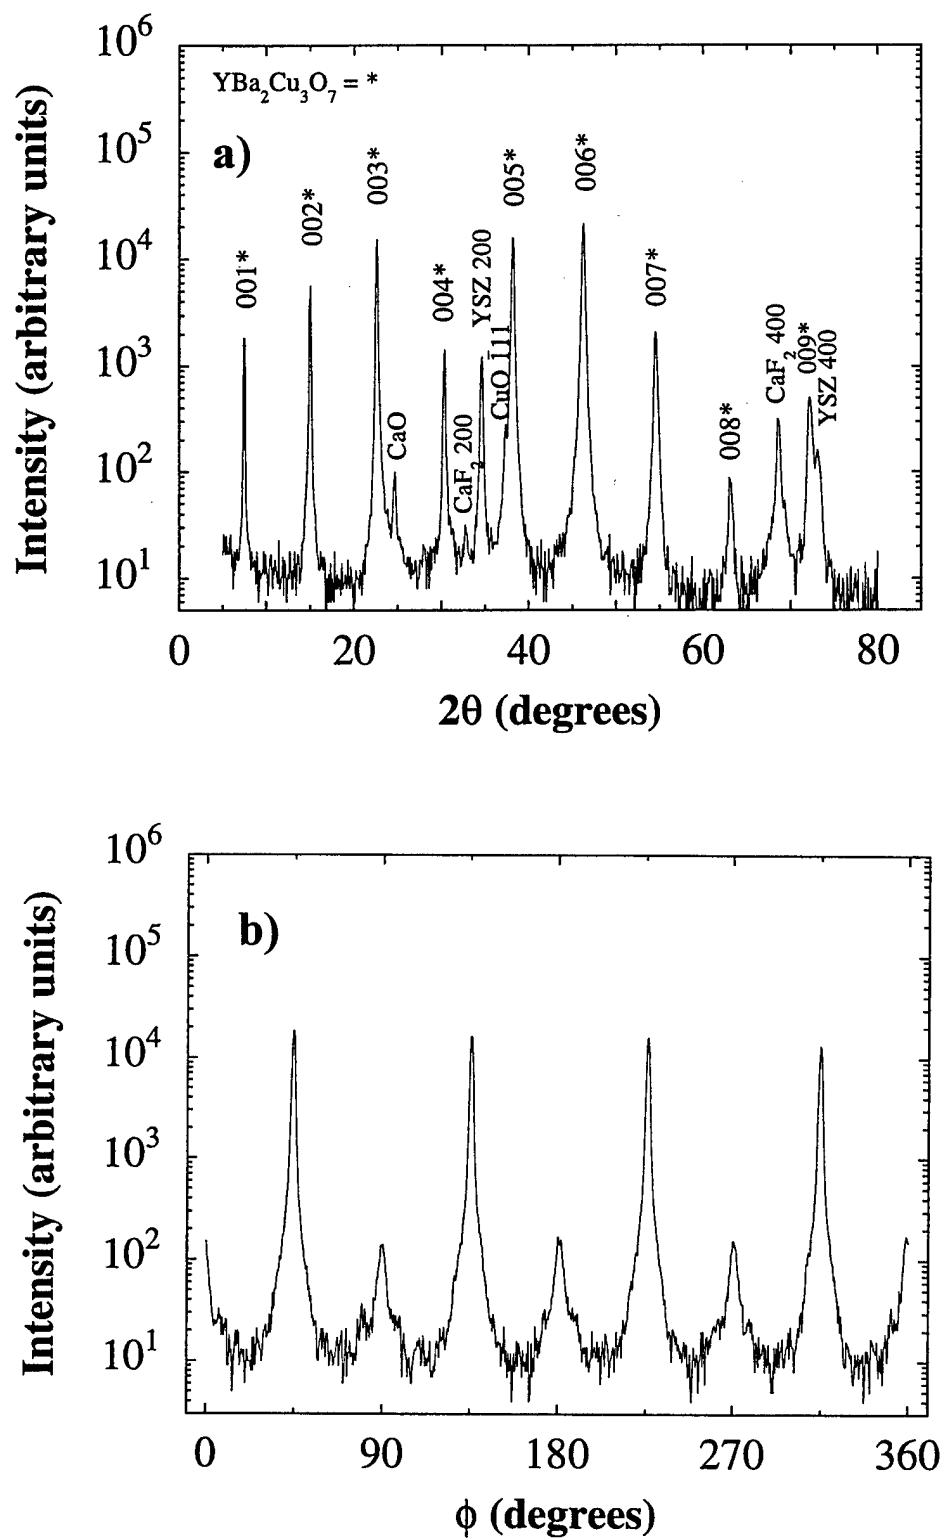 10^6
YBa2Cu3O7 = *
a)
10^5
10^4
10^3
10^2
10^1
Intensity (arbitrary units)
001*
002*
003*
CaO
004*
CaF2 200
YSZ 200
CuO 1̄11
005*
006*
007*
008*
CaF2 400
009*
YSZ 400
0 20 40 60 80
2θ (degrees)
10^6
b)
10^5
10^4
10^3
10^2
10^1
Intensity (arbitrary units)
0 90 180 270 360
ϕ (degrees)